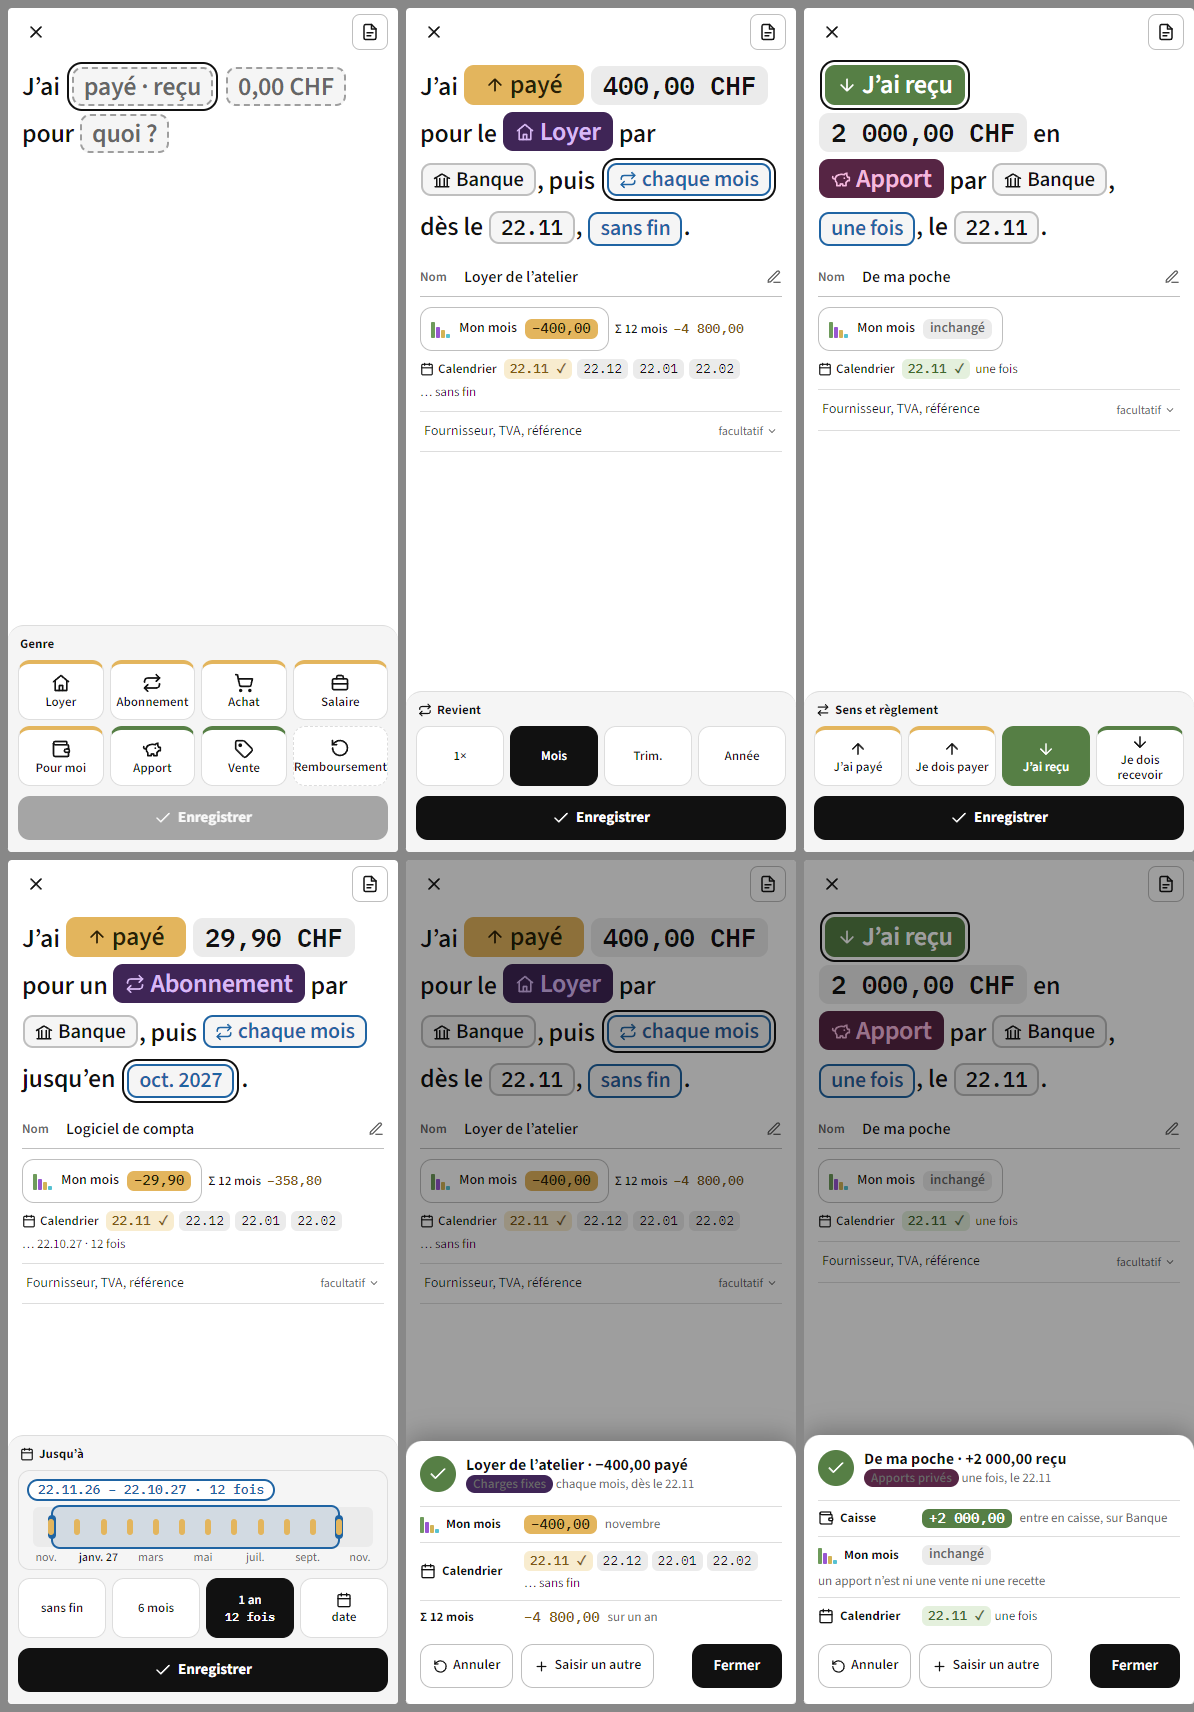 J'ai payé · reçu 0,00 CHF
pour quoi ?
Genre
Loyer Abonnement Achat Salaire
Pour moi Apport Vente Remboursement
Enregistrer
J'ai payé 400,00 CHF
pour le Loyer par
Banque, puis chaque mois
dès le 22.11, sans fin.
Nom Loyer de l'atelier
Mon mois −400,00 Σ 12 mois −4 800,00
Calendrier 22.11 ✓ 22.12 22.01 22.02
… sans fin
Fournisseur, TVA, référence facultatif
Revient
1× Mois Trim. Année
Enregistrer
J'ai reçu
2 000,00 CHF en
Apport par Banque,
une fois, le 22.11.
Nom De ma poche
Mon mois inchangé
Calendrier 22.11 ✓ une fois
Fournisseur, TVA, référence facultatif
Sens et règlement
J'ai payé Je dois payer J'ai reçu Je dois
recevoir
Enregistrer
J'ai payé 29,90 CHF
pour un Abonnement par
Banque, puis chaque mois
jusqu'en oct. 2027.
Nom Logiciel de compta
Mon mois −29,90 Σ 12 mois −358,80
Calendrier 22.11 ✓ 22.12 22.01 22.02
… 22.10.27 · 12 fois
Fournisseur, TVA, référence facultatif
Jusqu'à
22.11.26 – 22.10.27 · 12 fois
nov. janv. 27 mars mai juil. sept. nov.
sans fin 6 mois 1 an
12 fois date
Enregistrer
J'ai payé 400,00 CHF
pour le Loyer par
Banque, puis chaque mois
dès le 22.11, sans fin.
Nom Loyer de l'atelier
Mon mois −400,00 Σ 12 mois −4 800,00
Calendrier 22.11 ✓ 22.12 22.01 22.02
… sans fin
Fournisseur, TVA, référence facultatif
Loyer de l'atelier · −400,00 payé
Charges fixes chaque mois, dès le 22.11
Mon mois −400,00 novembre
Calendrier 22.11 ✓ 22.12 22.01 22.02
… sans fin
Σ 12 mois −4 800,00 sur un an
Annuler Saisir un autre Fermer
J'ai reçu
2 000,00 CHF en
Apport par Banque,
une fois, le 22.11.
Nom De ma poche
Mon mois inchangé
Calendrier 22.11 ✓ une fois
Fournisseur, TVA, référence facultatif
De ma poche · +2 000,00 reçu
Apports privés une fois, le 22.11
Caisse +2 000,00 entre en caisse, sur Banque
Mon mois inchangé
un apport n'est ni une vente ni une recette
Calendrier 22.11 ✓ une fois
Annuler Saisir un autre Fermer